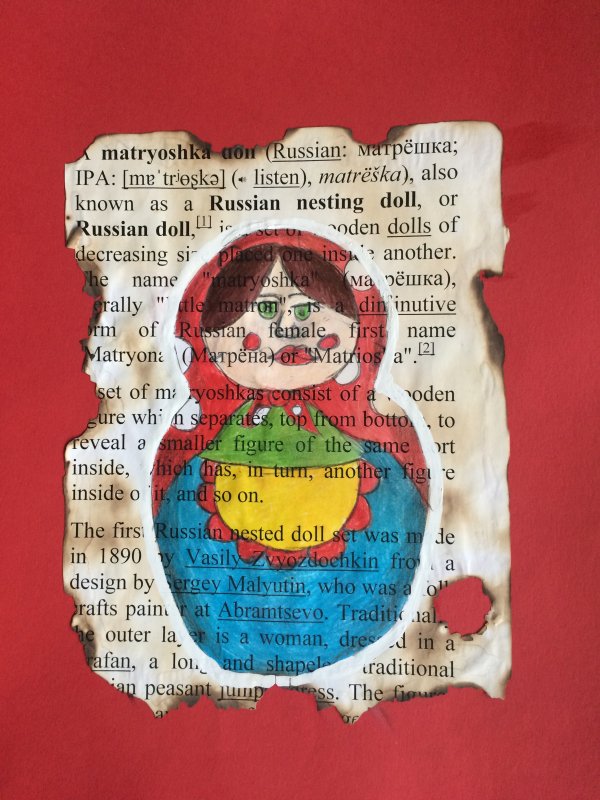 matryoshka doll (Russian: матрёшка;
IPA: [mɐˈtrʲɵʂkə] ( listen), matrëška), also
known as a Russian nesting doll, or
Russian doll,[1] is a set of wooden dolls of
decreasing size placed one inside another.
The name "matryoshka" (матрёшка),
literally "little matron", is a diminutive
form of Russian female first name
"Matryona" (Матрёна) or "Matriosha".[2]
set of matryoshkas consist of a wooden
figure which separates, top from bottom, to
reveal a smaller figure of the same sort
inside, which has, in turn, another figure
inside of it, and so on.
The first Russian nested doll set was made
in 1890 by Vasily Zvyozdochkin from a
design by Sergey Malyutin, who was a folk
crafts painter at Abramtsevo. Traditionally
the outer layer is a woman, dressed in a
sarafan, a long and shapeless traditional
Russian peasant jumper dress. The figures